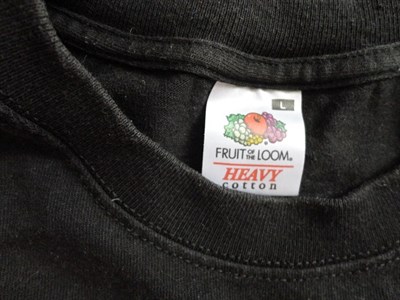 L
FRUIT OF THE LOOM®
HEAVY
cotton